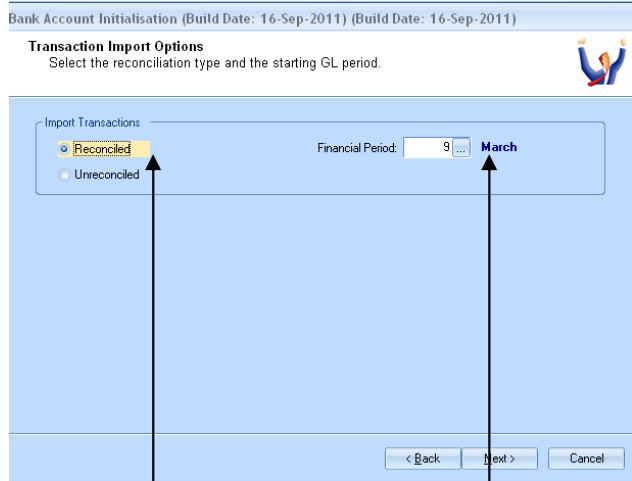 Bank Account Initialisation (Build Date: 16-Sep-2011) (Build Date: 16-Sep-2011)
Transaction Import Options
Select the reconciliation type and the starting GL period.
Import Transactions
Reconciled Financial Period: 9 ... March
Unreconciled
< Back Next > Cancel